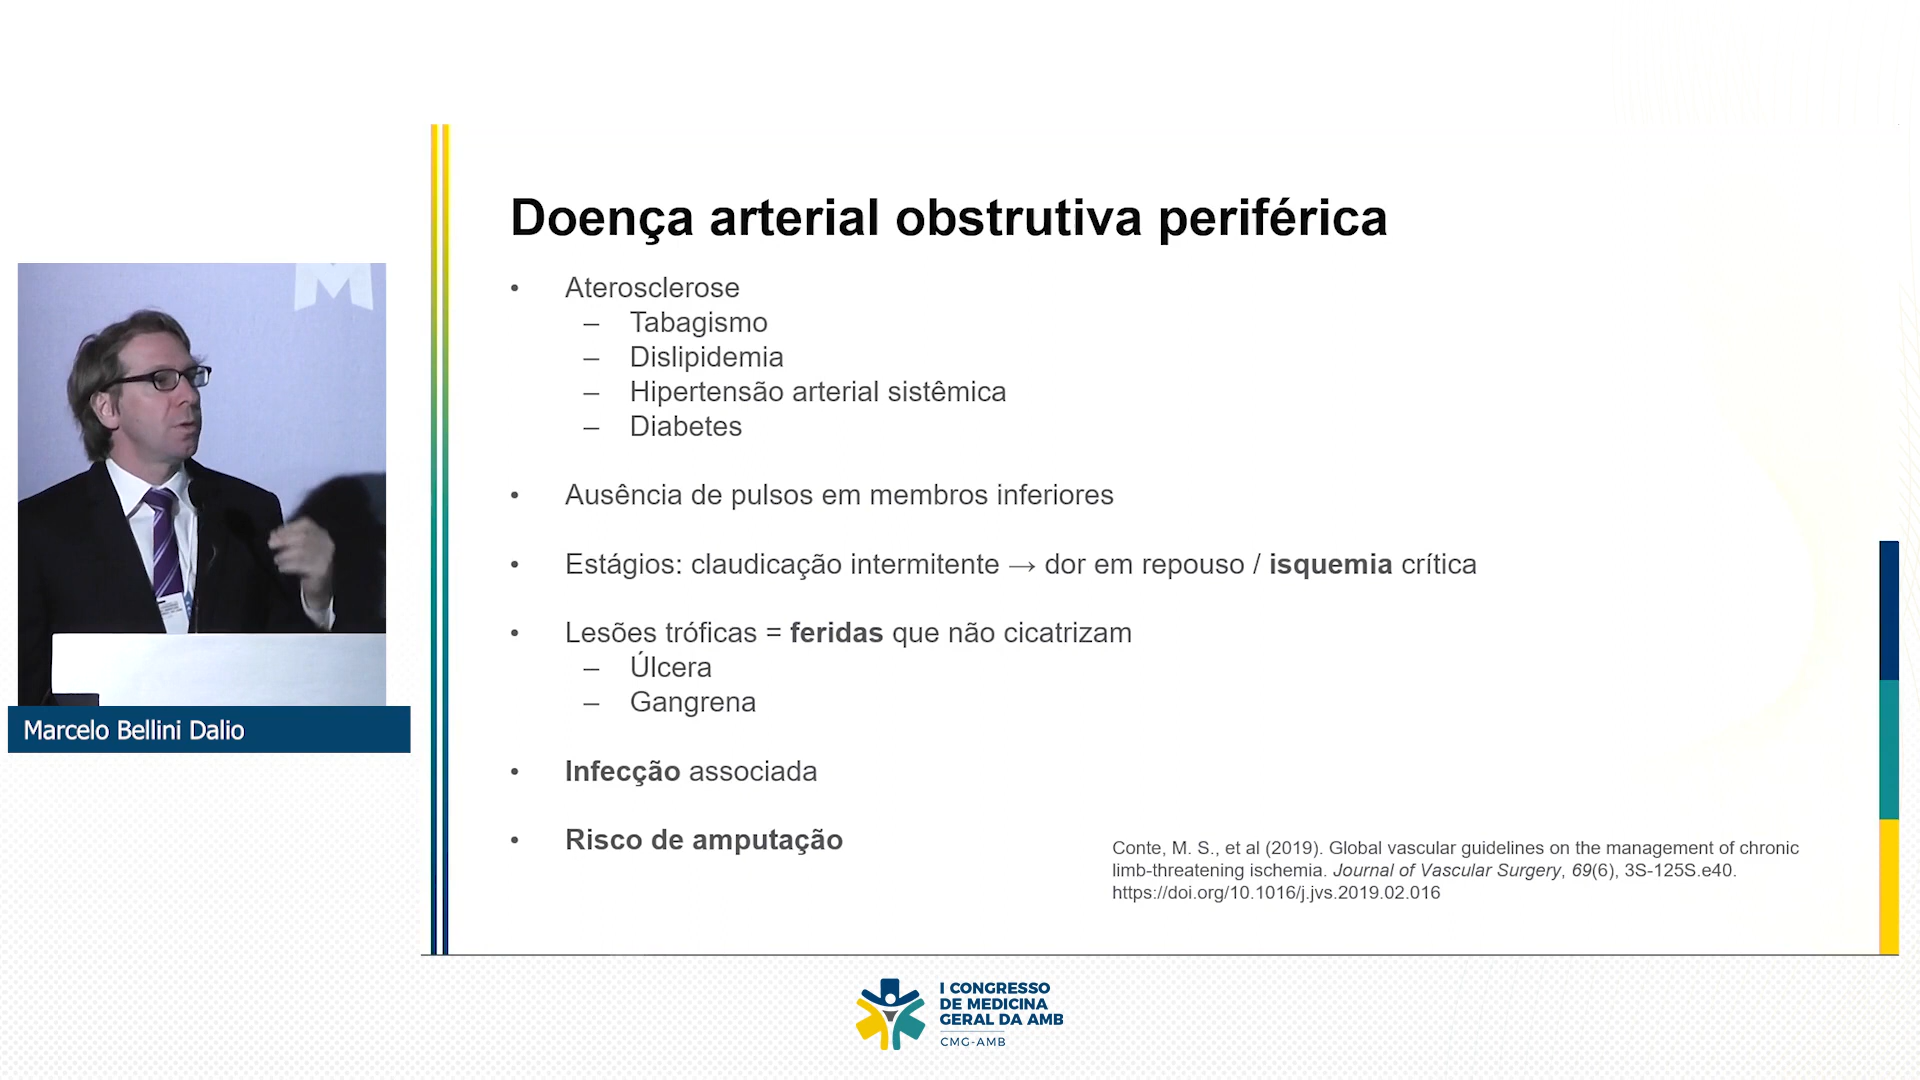 Doença arterial obstrutiva periférica
• Aterosclerose
– Tabagismo
– Dislipidemia
– Hipertensão arterial sistêmica
– Diabetes
• Ausência de pulsos em membros inferiores
• Estágios: claudicação intermitente → dor em repouso / isquemia crítica
• Lesões tróficas = feridas que não cicatrizam
– Úlcera
– Gangrena
• Infecção associada
• Risco de amputação
Conte, M. S., et al (2019). Global vascular guidelines on the management of chronic
limb-threatening ischemia. Journal of Vascular Surgery, 69(6), 3S-125S.e40.
https://doi.org/10.1016/j.jvs.2019.02.016
Marcelo Bellini Dalio
I CONGRESSO
DE MEDICINA
GERAL DA AMB
CMG-AMB